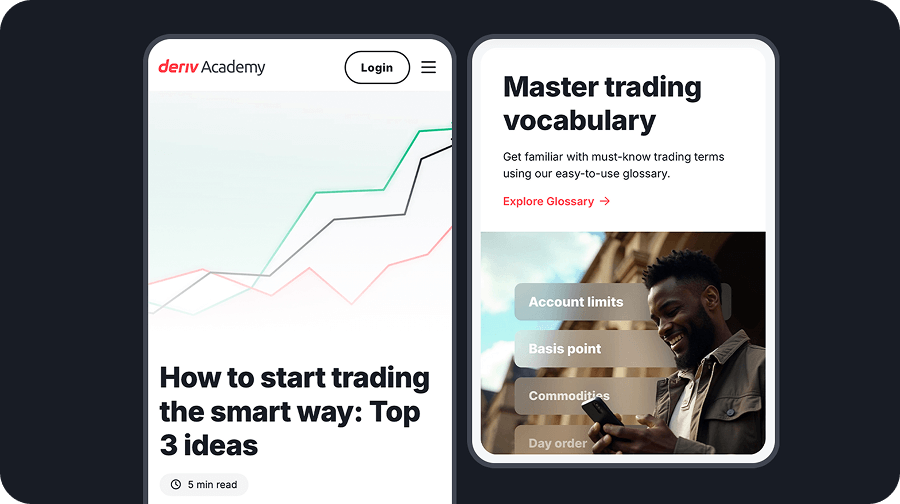 deriv Academy
Login
How to start trading
the smart way: Top
3 ideas
5 min read
Master trading
vocabulary
Get familiar with must-know trading terms
using our easy-to-use glossary.
Explore Glossary →
Account limits
Basis point
Commodities
Day order